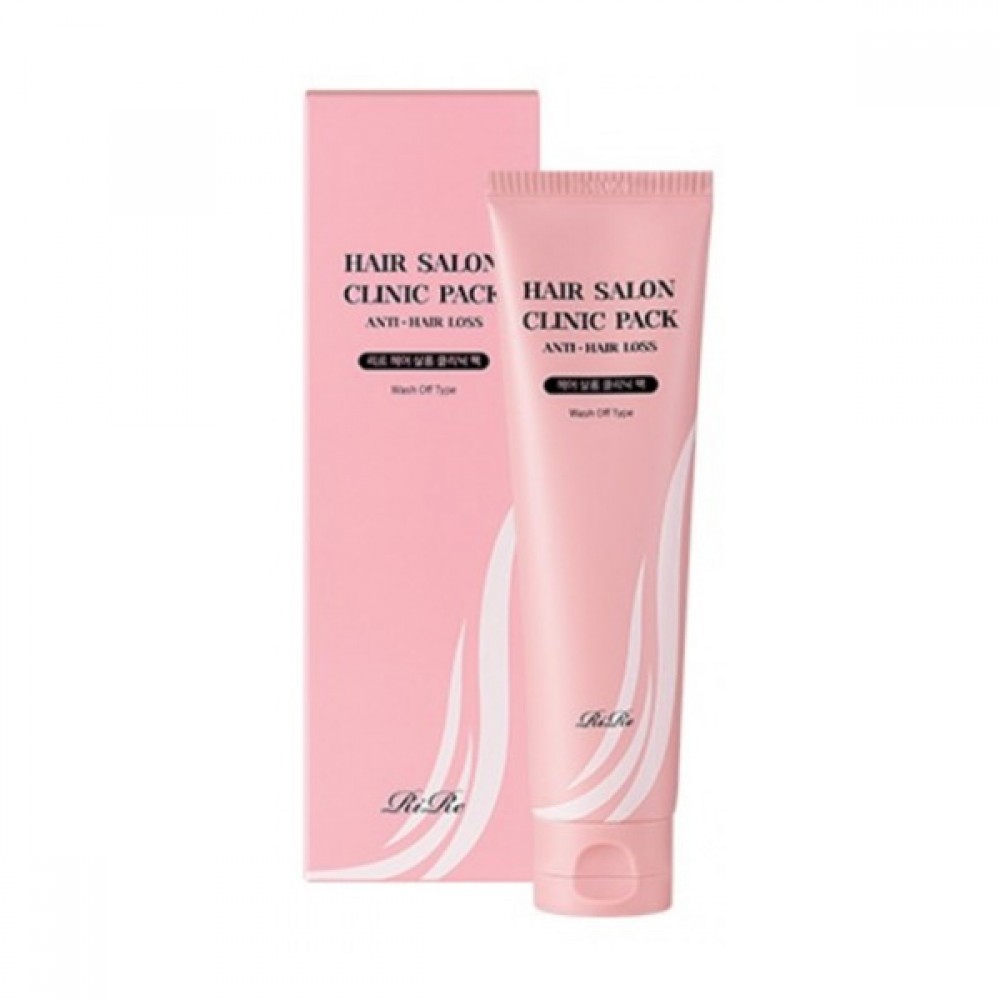 HAIR SALON
CLINIC PACK
ANTI-HAIR LOSS
리르 헤어 살롱 클리닉 팩
Wash Off Type
RiRe
HAIR SALON
CLINIC PACK
ANTI-HAIR LOSS
헤어 살롱 클리닉 팩
Wash Off Type
RiRe